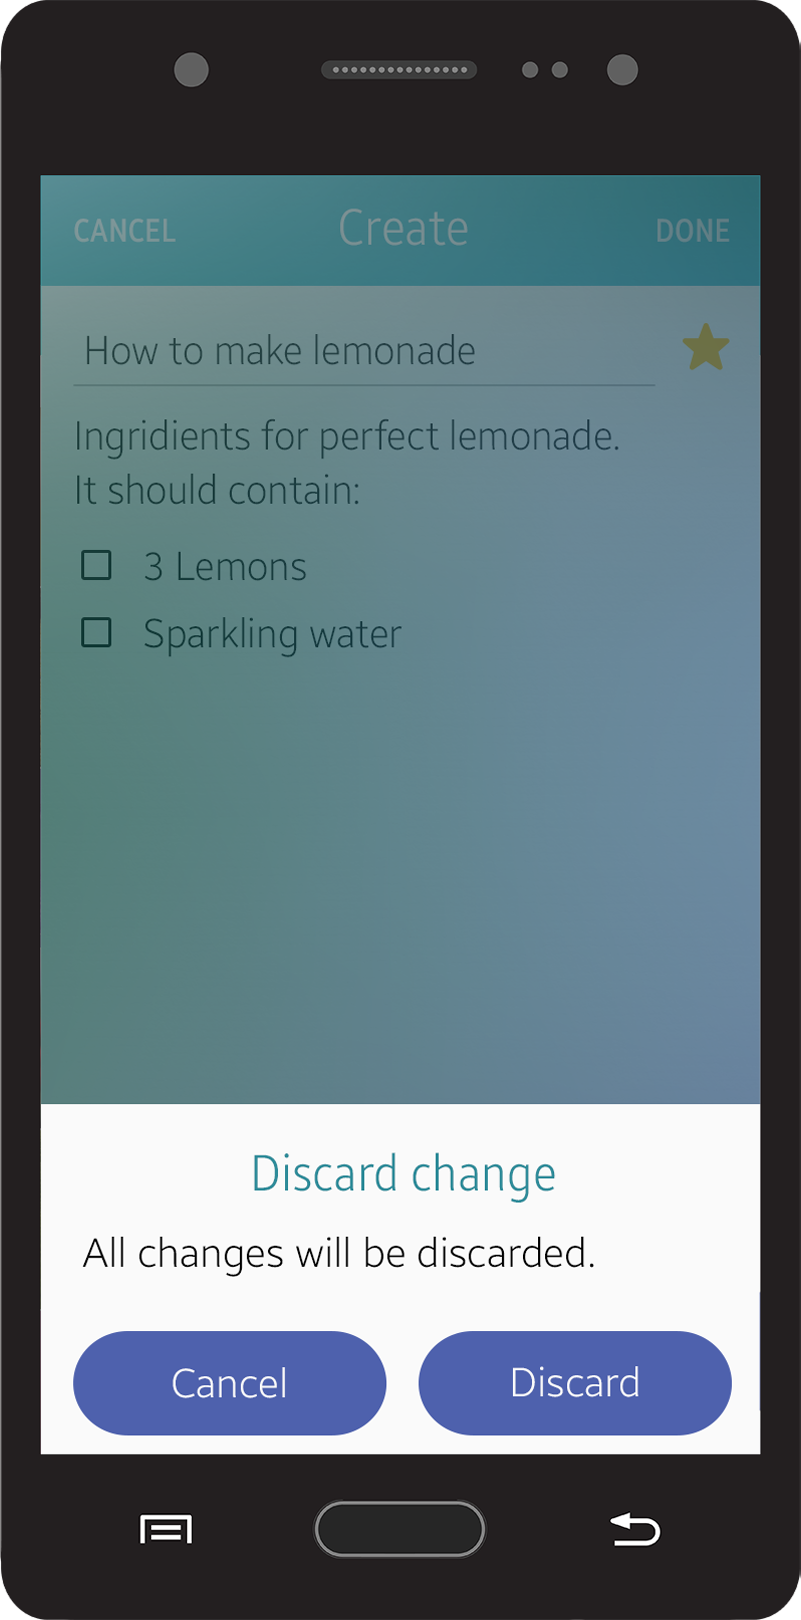 CANCEL Create DONE
How to make lemonade
Ingridients for perfect lemonade.
It should contain:
3 Lemons
Sparkling water
Discard change
All changes will be discarded.
Cancel Discard